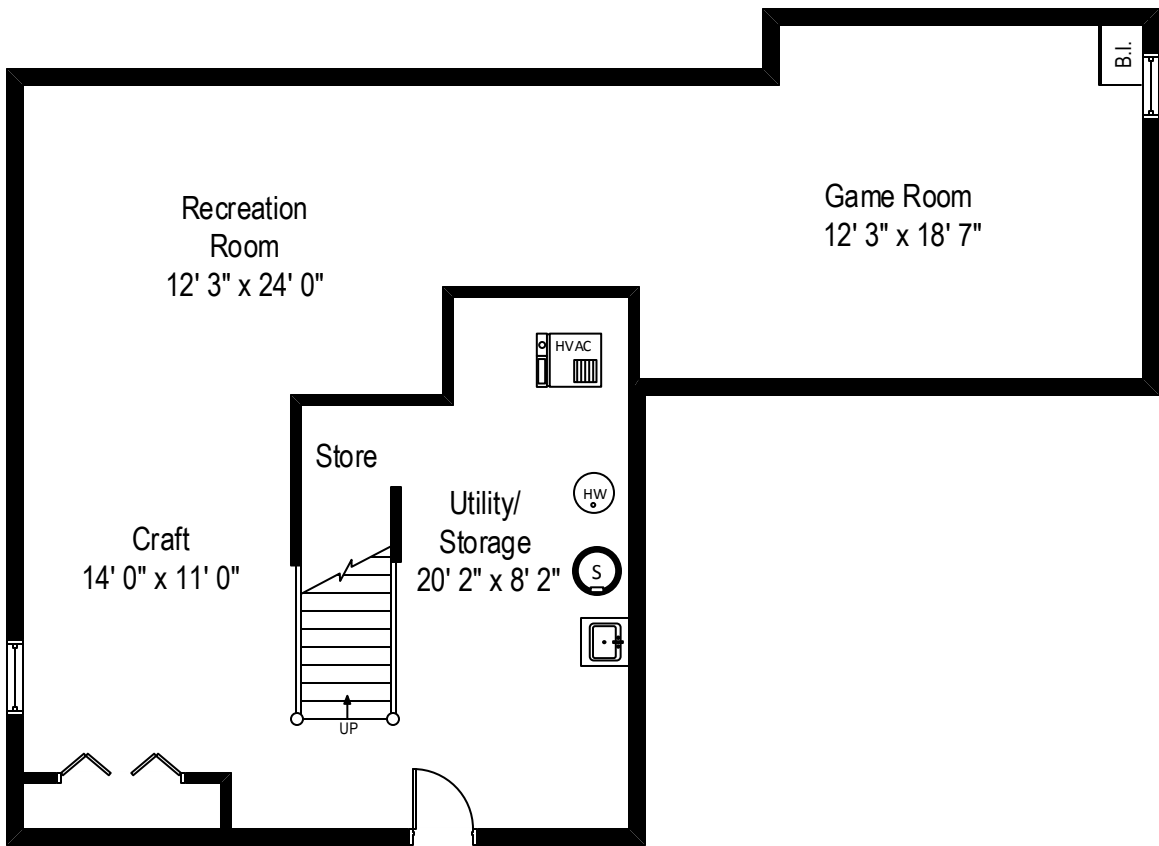 B.I.
Recreation
Room
12' 3" x 24' 0"
Game Room
12' 3" x 18' 7"
HVAC
Store
Utility/
Storage
20' 2" x 8' 2"
HW
S
Craft
14' 0" x 11' 0"
UP